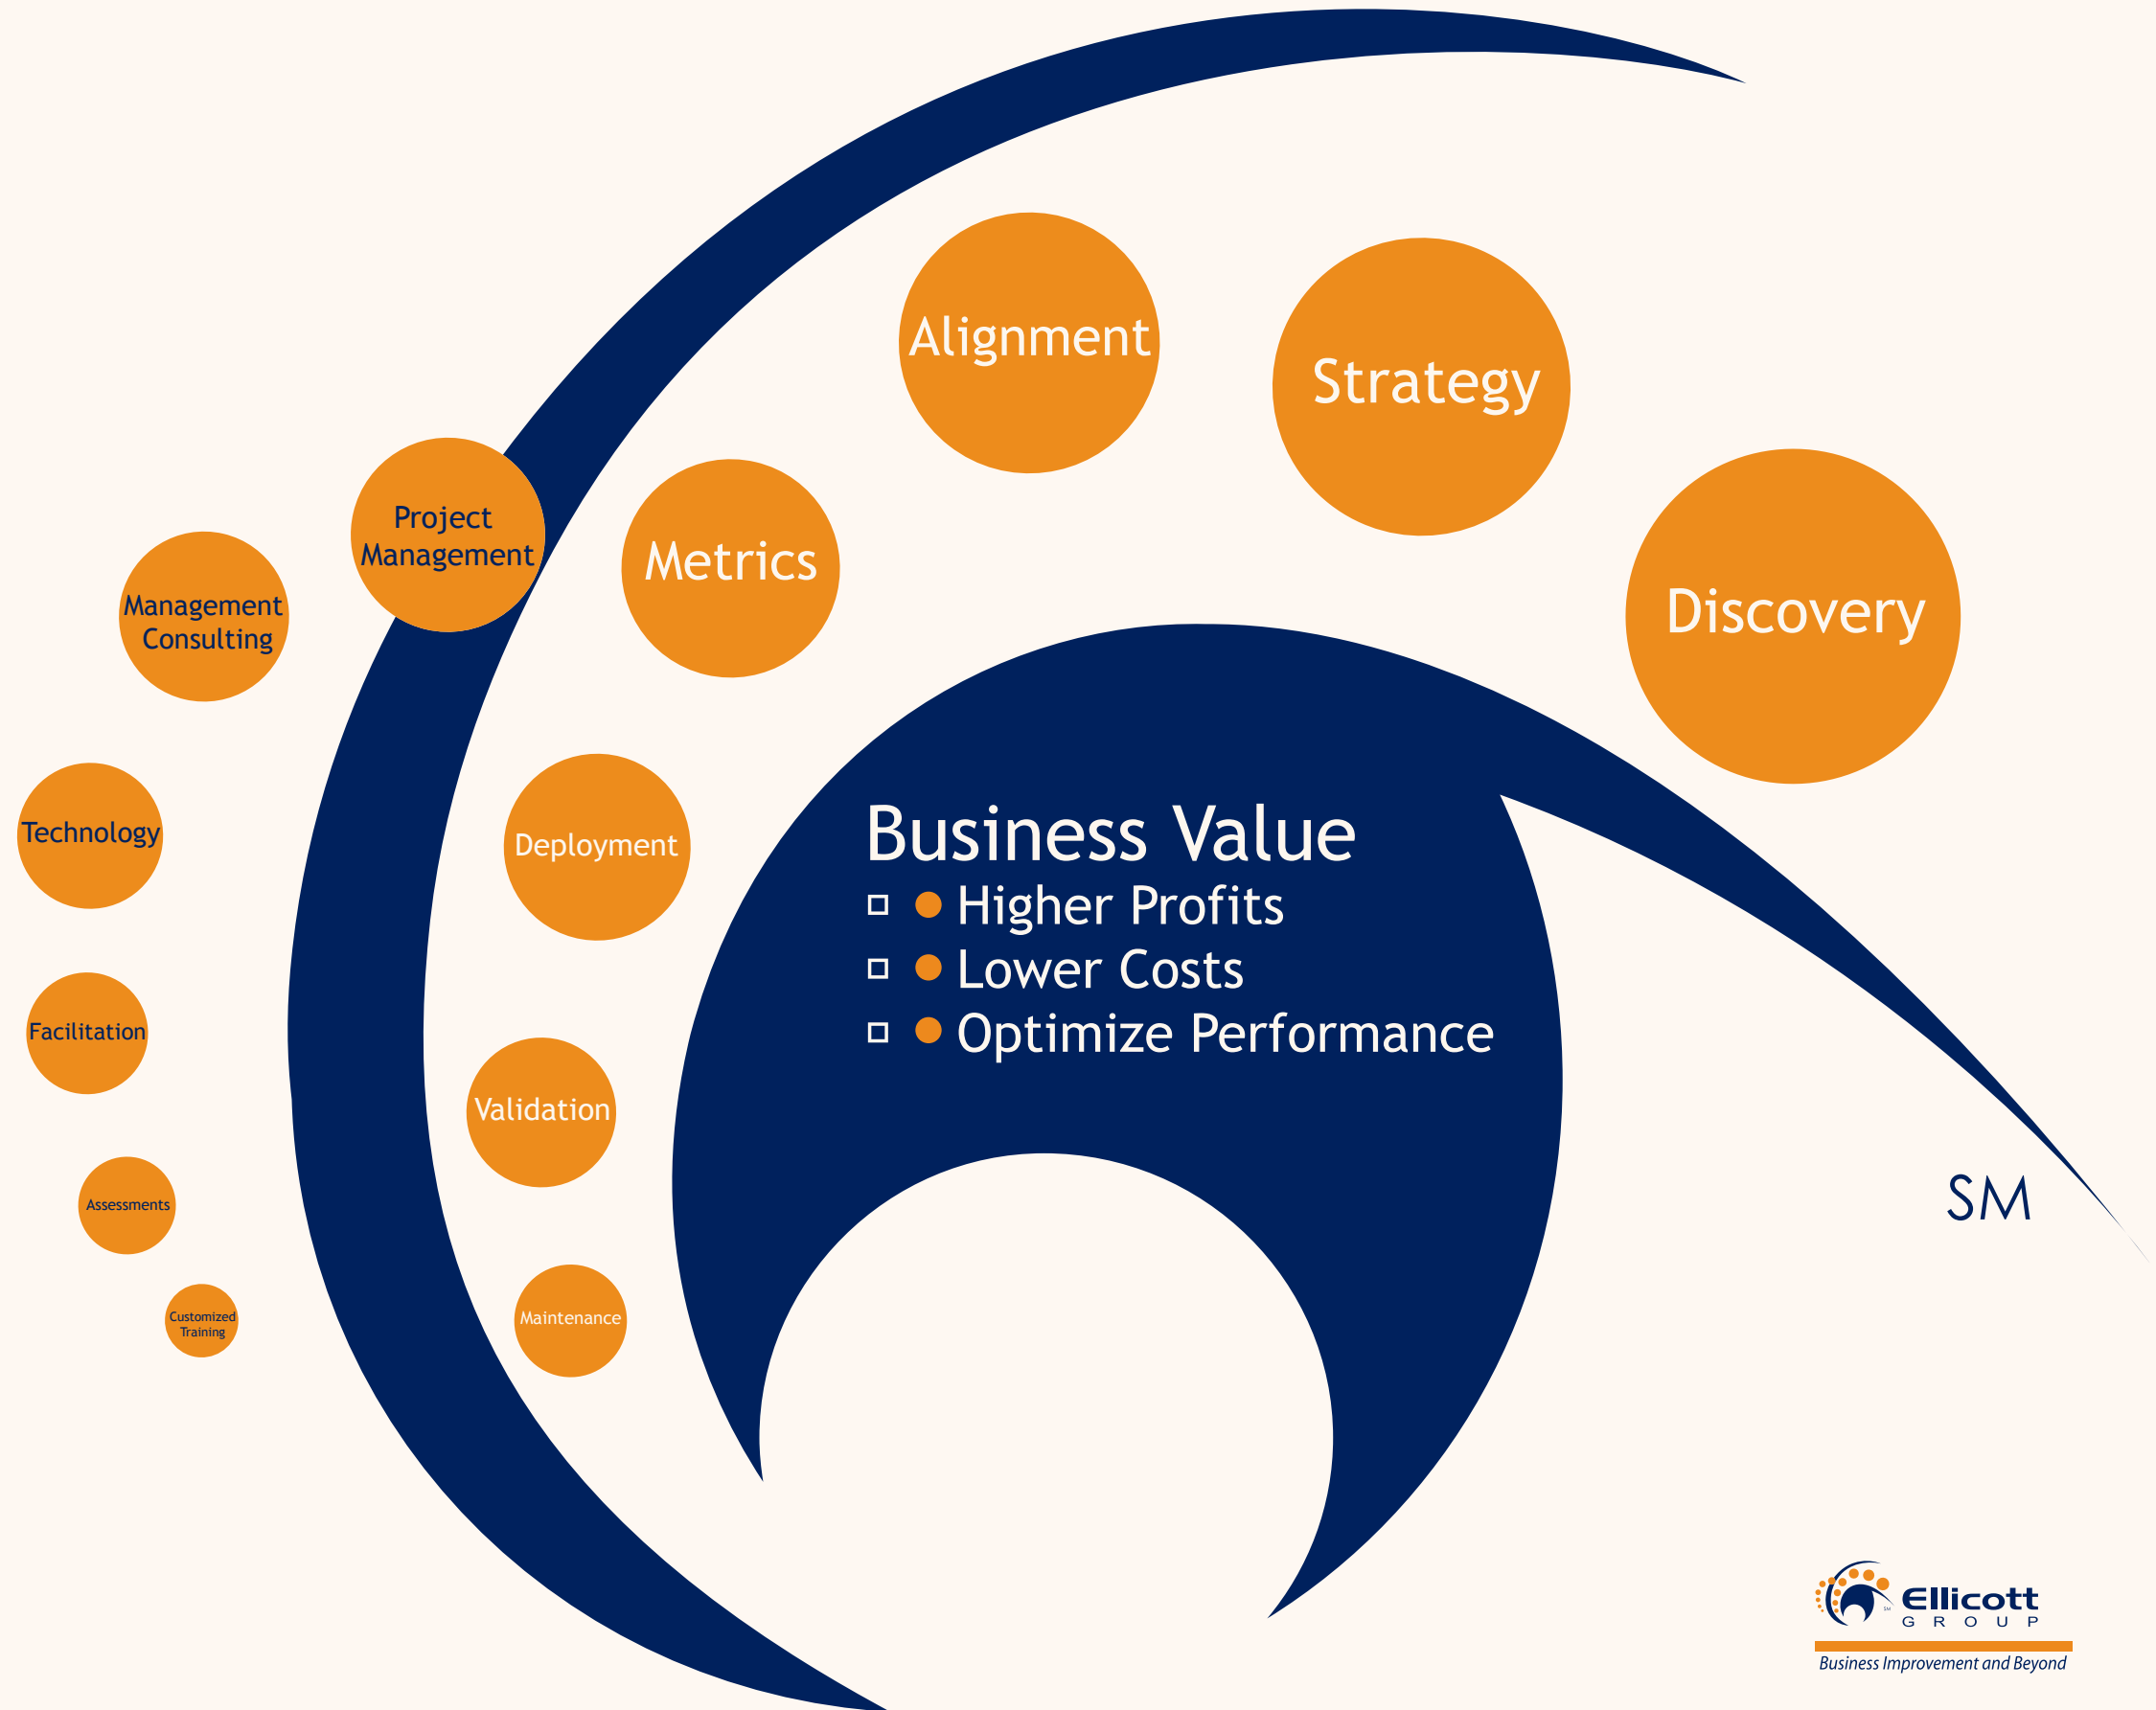 Alignment
Strategy
Discovery
Metrics
Project
Management
Management
Consulting
Technology
Deployment
Facilitation
Validation
Assessments
Maintenance
Customized
Training
Business Value
Higher Profits
Lower Costs
Optimize Performance
SM
SM
Ellicott
GROUP
Business Improvement and Beyond